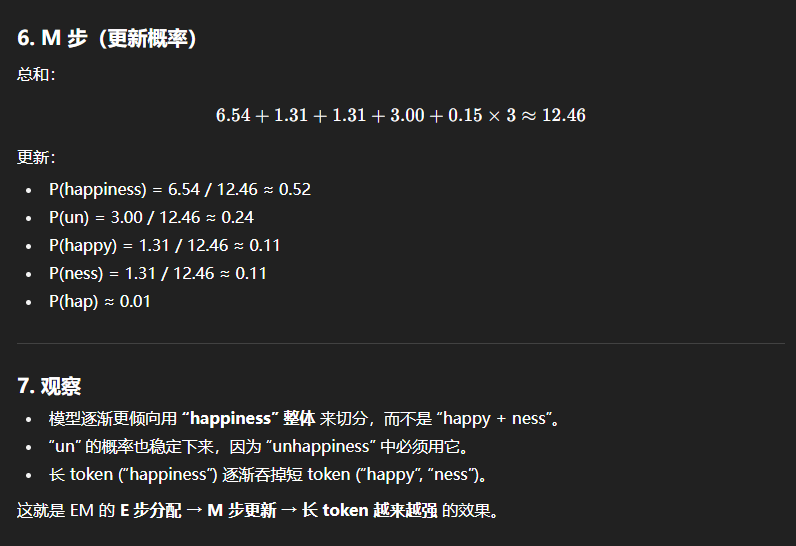 6. M 步（更新概率）
总和：
6.54 + 1.31 + 1.31 + 3.00 + 0.15 × 3 ≈ 12.46
更新：
• P(happiness) = 6.54 / 12.46 ≈ 0.52
• P(un) = 3.00 / 12.46 ≈ 0.24
• P(happy) = 1.31 / 12.46 ≈ 0.11
• P(ness) = 1.31 / 12.46 ≈ 0.11
• P(hap) ≈ 0.01
7. 观察
• 模型逐渐更倾向用 “happiness” 整体 来切分，而不是 “happy + ness”。
• “un” 的概率也稳定下来，因为 “unhappiness” 中必须用它。
• 长 token (“happiness”) 逐渐吞掉短 token (“happy”, “ness”)。
这就是 EM 的 E 步分配 → M 步更新 → 长 token 越来越强 的效果。